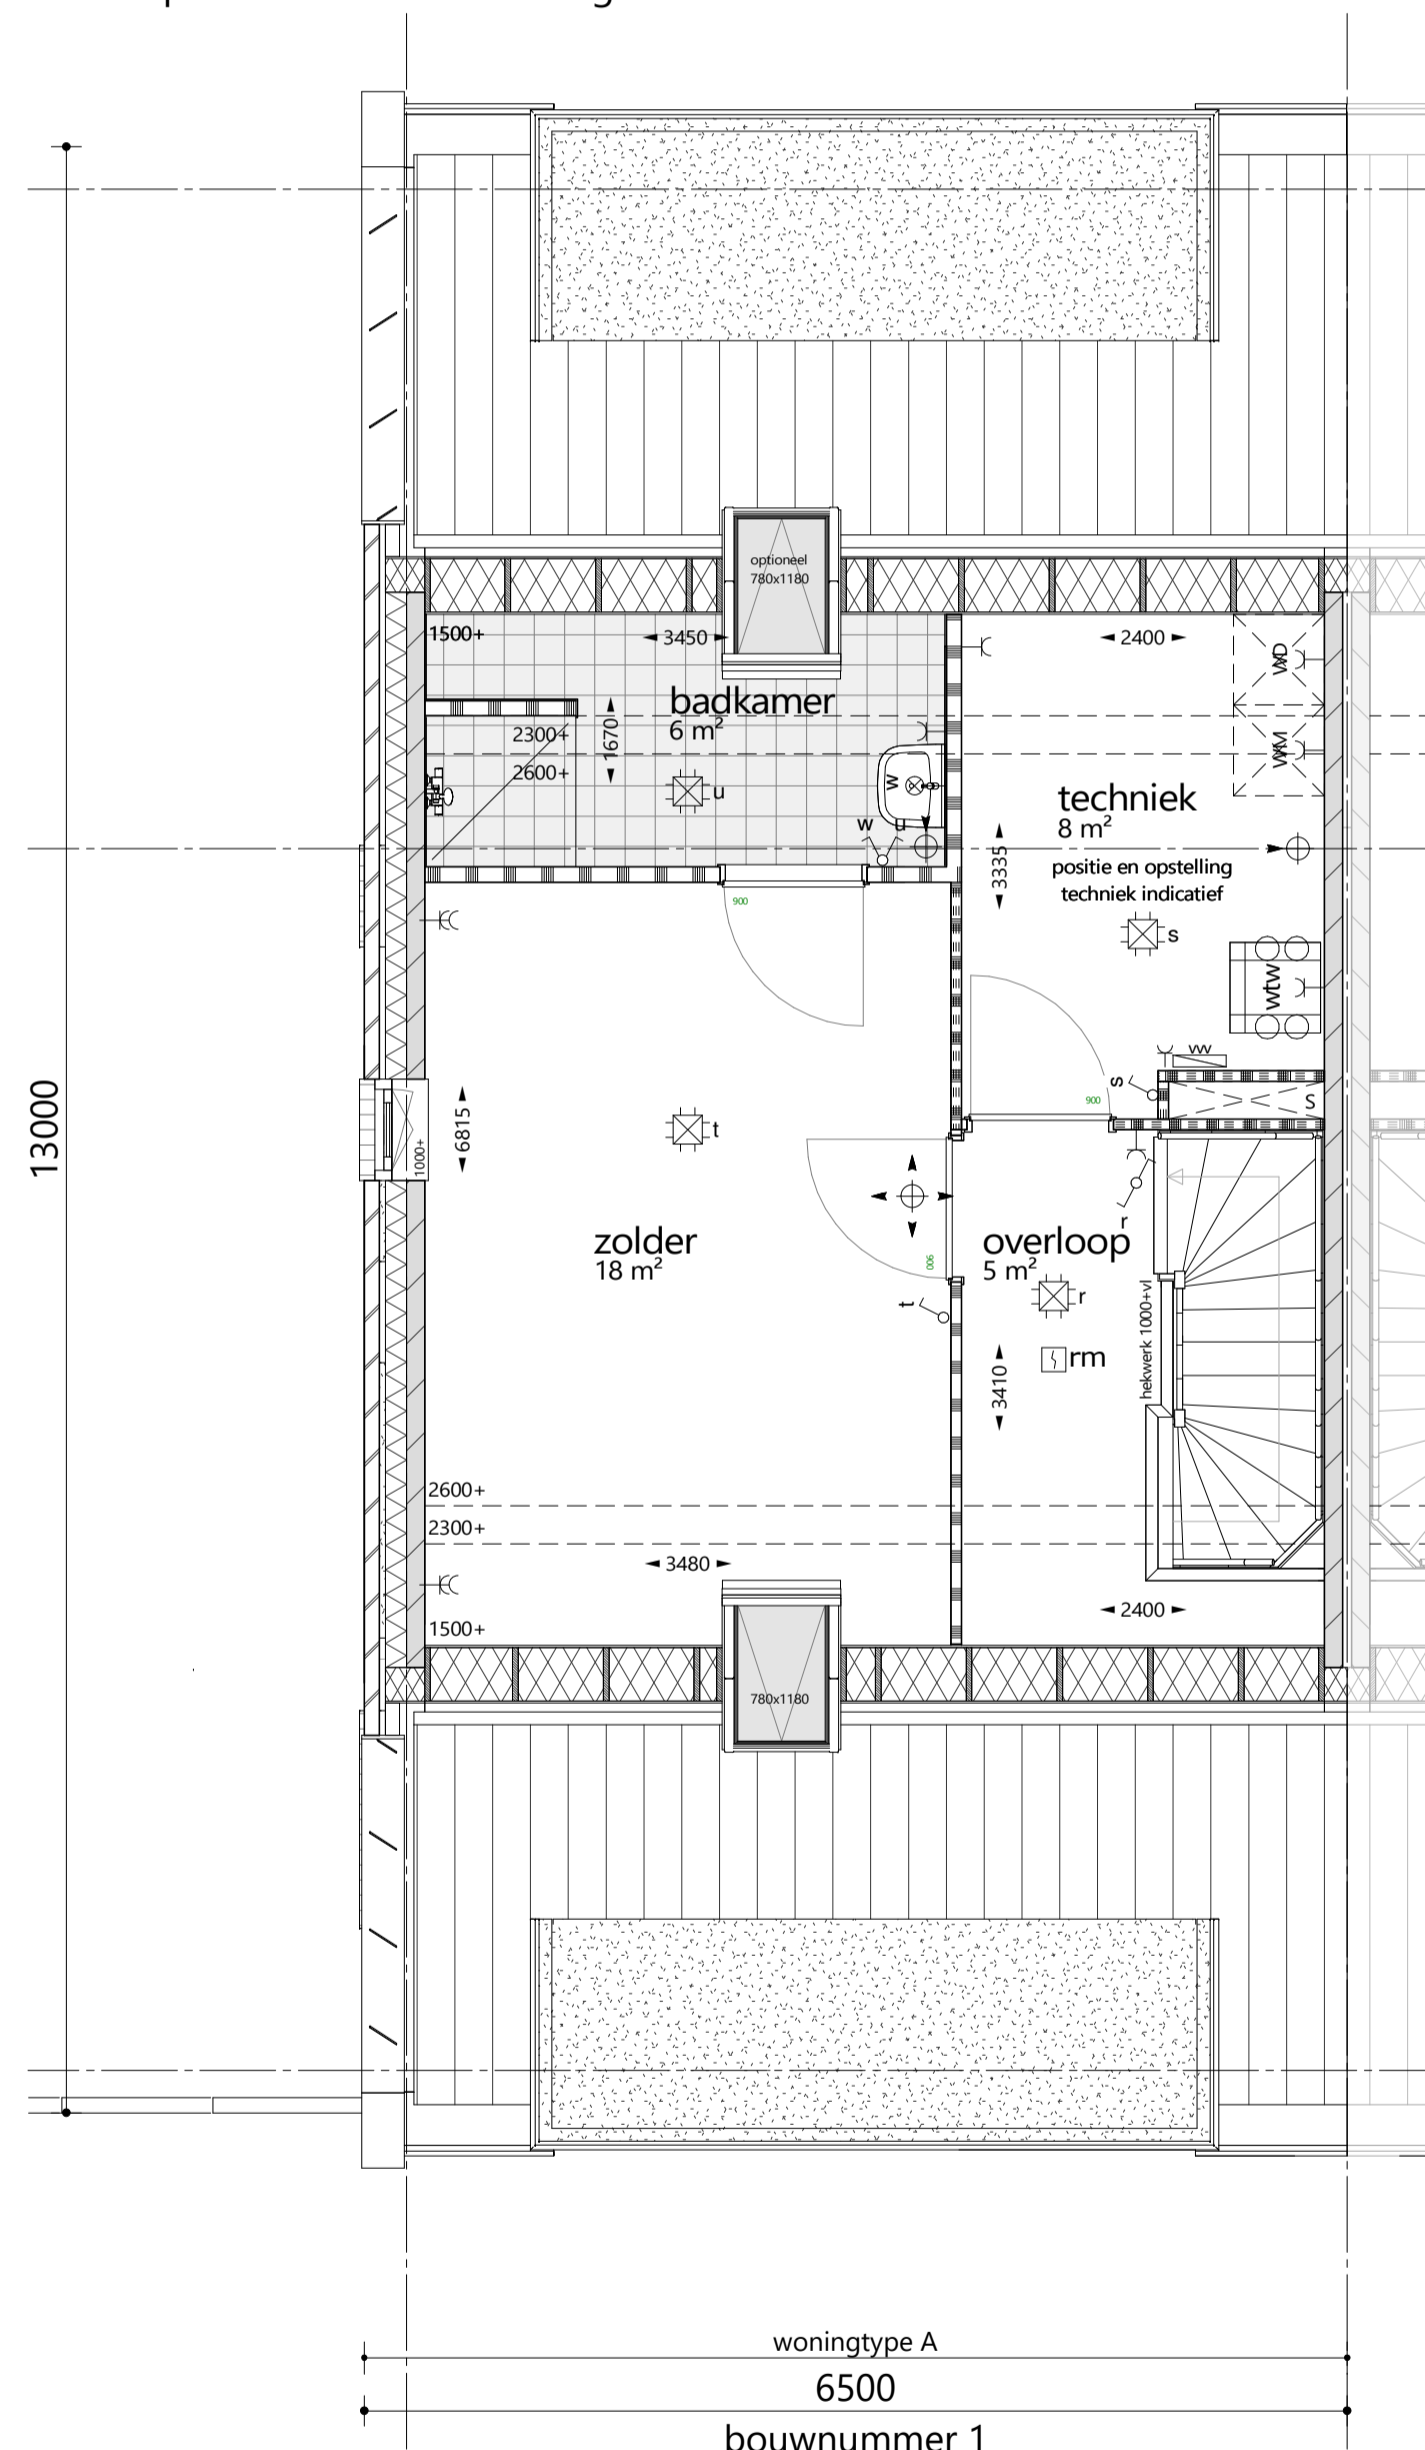 optioneel
780x1180
1500+
3450
2400
WD
badkamer
6 m²
1670
2300+
2600+
WM
w
u
techniek
8 m²
w
u
3335
positie en opstelling
techniek indicatief
900
s
wtw
vw
s
900
S
13000
6815
1000+
t
r
zolder
18 m²
overloop
5 m²
900
r
t
hekwerk 1000+vl
rm
3410
2600+
2300+
3480
2400
1500+
780x1180
woningtype A
6500
bouwnummer 1